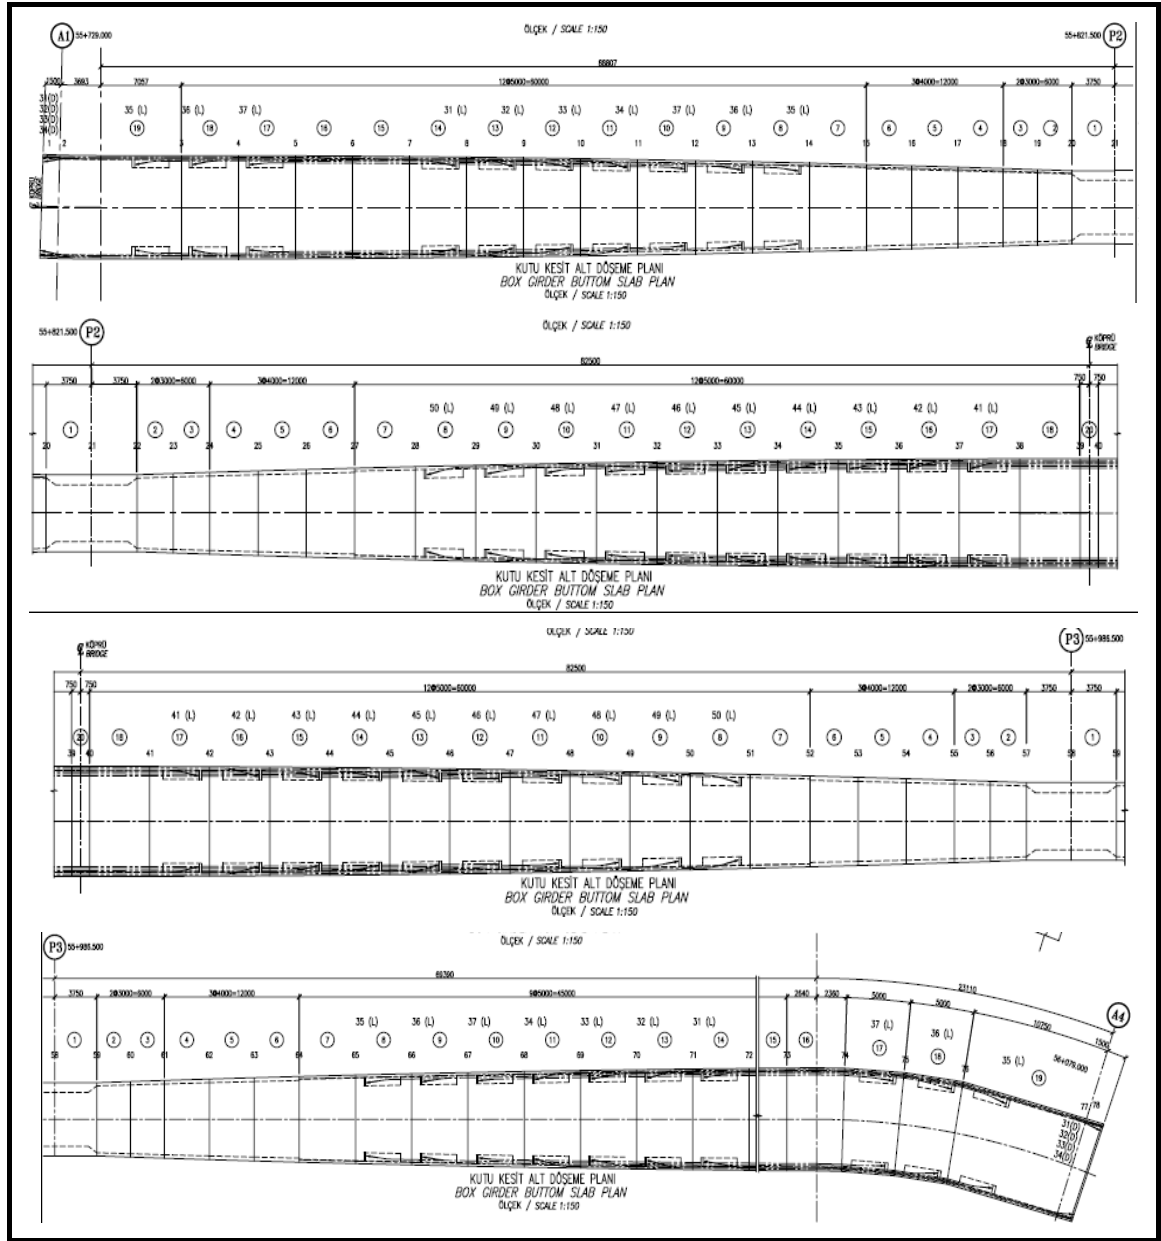 ÖLÇEK / SCALE 1:150
A1 55+729.000 55+821.500 P2
68807
1500 3693 7057 12@5000=60000 3@4000=12000 2@3000=6000 3750
31(D)
32(D)
33(D)
34(D)
35 (L) 36 (L) 37 (L) 31 (L) 32 (L) 33 (L) 34 (L) 37 (L) 36 (L) 35 (L)
19 18 17 16 15 14 13 12 11 10 9 8 7 6 5 4 3 2 1
1 2 3 4 5 6 7 8 9 10 11 12 13 14 15 16 17 18 19 20 21
KÖPRÜ
BRIDGE
KUTU KESİT ALT DÖŞEME PLANI
BOX GIRDER BUTTOM SLAB PLAN
ÖLÇEK / SCALE 1:150
ÖLÇEK / SCALE 1:150
55+821.500 P2
KÖPRÜ
BRIDGE
82500
3750 3750 2@3000=6000 3@4000=12000 12@5000=60000 750 750
50 (L) 49 (L) 48 (L) 47 (L) 46 (L) 45 (L) 44 (L) 43 (L) 42 (L) 41 (L)
1 2 3 4 5 6 7 8 9 10 11 12 13 14 15 16 17 18 20
20 21 22 23 24 25 26 27 28 29 30 31 32 33 34 35 36 37 38 39 40
KUTU KESİT ALT DÖŞEME PLANI
BOX GIRDER BUTTOM SLAB PLAN
ÖLÇEK / SCALE 1:150
ÖLÇEK / SCALE 1:150
KÖPRÜ
BRIDGE
P3 55+986.500
82500
750 750 12@5000=60000 3@4000=12000 2@3000=6000 3750 3750
41 (L) 42 (L) 43 (L) 44 (L) 45 (L) 46 (L) 47 (L) 48 (L) 49 (L) 50 (L)
20 18 17 16 15 14 13 12 11 10 9 8 7 6 5 4 3 2 1
39 40 41 42 43 44 45 46 47 48 49 50 51 52 53 54 55 56 57 58 59
KUTU KESİT ALT DÖŞEME PLANI
BOX GIRDER BUTTOM SLAB PLAN
ÖLÇEK / SCALE 1:150
ÖLÇEK / SCALE 1:150
P3 55+986.500
69390 23110
3750 2@3000=6000 3@4000=12000 9@5000=45000 2640 2360 5000 5000 10750 1500
A4
56+079.000
35 (L) 36 (L) 37 (L) 34 (L) 33 (L) 32 (L) 31 (L) 37 (L) 36 (L) 35 (L)
1 2 3 4 5 6 7 8 9 10 11 12 13 14 15 16 17 18 19
58 59 60 61 62 63 64 65 66 67 68 69 70 71 72 73 74 75 76 77 78
31(D)
32(D)
33(D)
34(D)
KUTU KESİT ALT DÖŞEME PLANI
BOX GIRDER BUTTOM SLAB PLAN
ÖLÇEK / SCALE 1:150